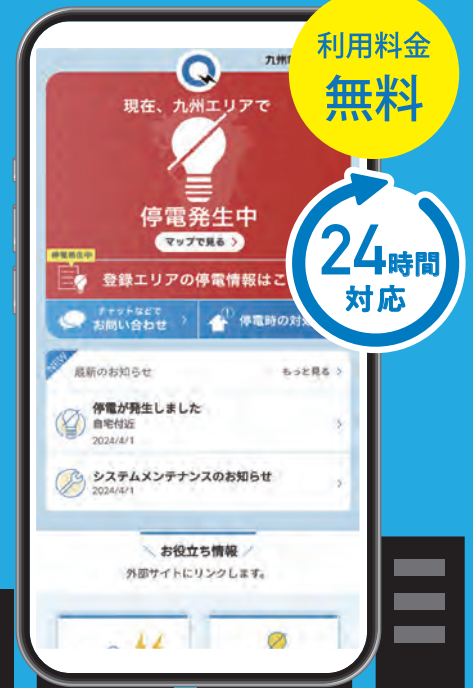 利用料金
無料
24時間
対応
九州
現在、九州エリアで
停電発生中
マップで見る
停電発生中
登録エリアの停電情報はこ
チャットなどで
お問い合わせ
停電時の対
NEW
最新のお知らせ
もっと見る
停電が発生しました
自宅付近
2024/4/1
システムメンテナンスのお知らせ
2024/4/1
お役立ち情報
外部サイトにリンクします。